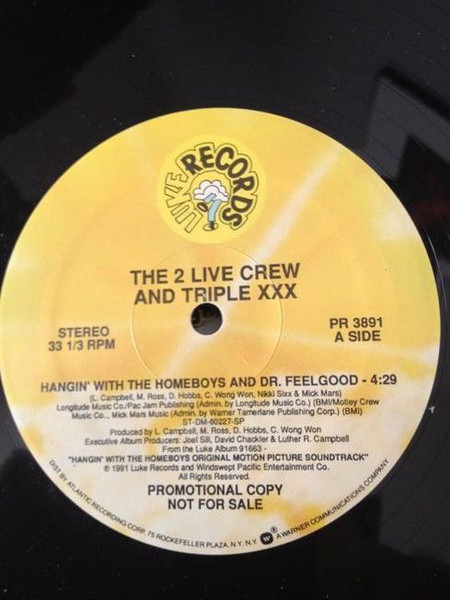 LUKE RECORDS
THE 2 LIVE CREW
AND TRIPLE XXX
STEREO
33 1/3 RPM
PR 3891
A SIDE
HANGIN' WITH THE HOMEBOYS AND DR. FEELGOOD - 4:29
(L. Campbell, M. Ross, D. Hobbs, C. Wong Won, Nikki Sixx & Mick Mars)
Longitude Music Co./Pac Jam Publishing (Admin. by Longitude Music Co.) (BMI)/Motley Crew
Music Co., Mick Mars Music (Admin. by Warner Tamerlane Publishing Corp.) (BMI)
ST-DM-60227-SP
Produced by L. Campbell, M. Ross, D. Hobbs, C. Wong Won
Executive Album Producers: Joel Sill, David Chackler & Luther R. Campbell
From the Luke Album 91663 -
"HANGIN' WITH THE HOMEBOYS ORIGINAL MOTION PICTURE SOUNDTRACK"
℗ 1991 Luke Records and Windswept Pacific Entertainment Co.
All Rights Reserved.
PROMOTIONAL COPY
NOT FOR SALE
DIST. BY ATLANTIC RECORDING CORP. 75 ROCKEFELLER PLAZA, N.Y. N.Y. W ® A WARNER COMMUNICATIONS COMPANY